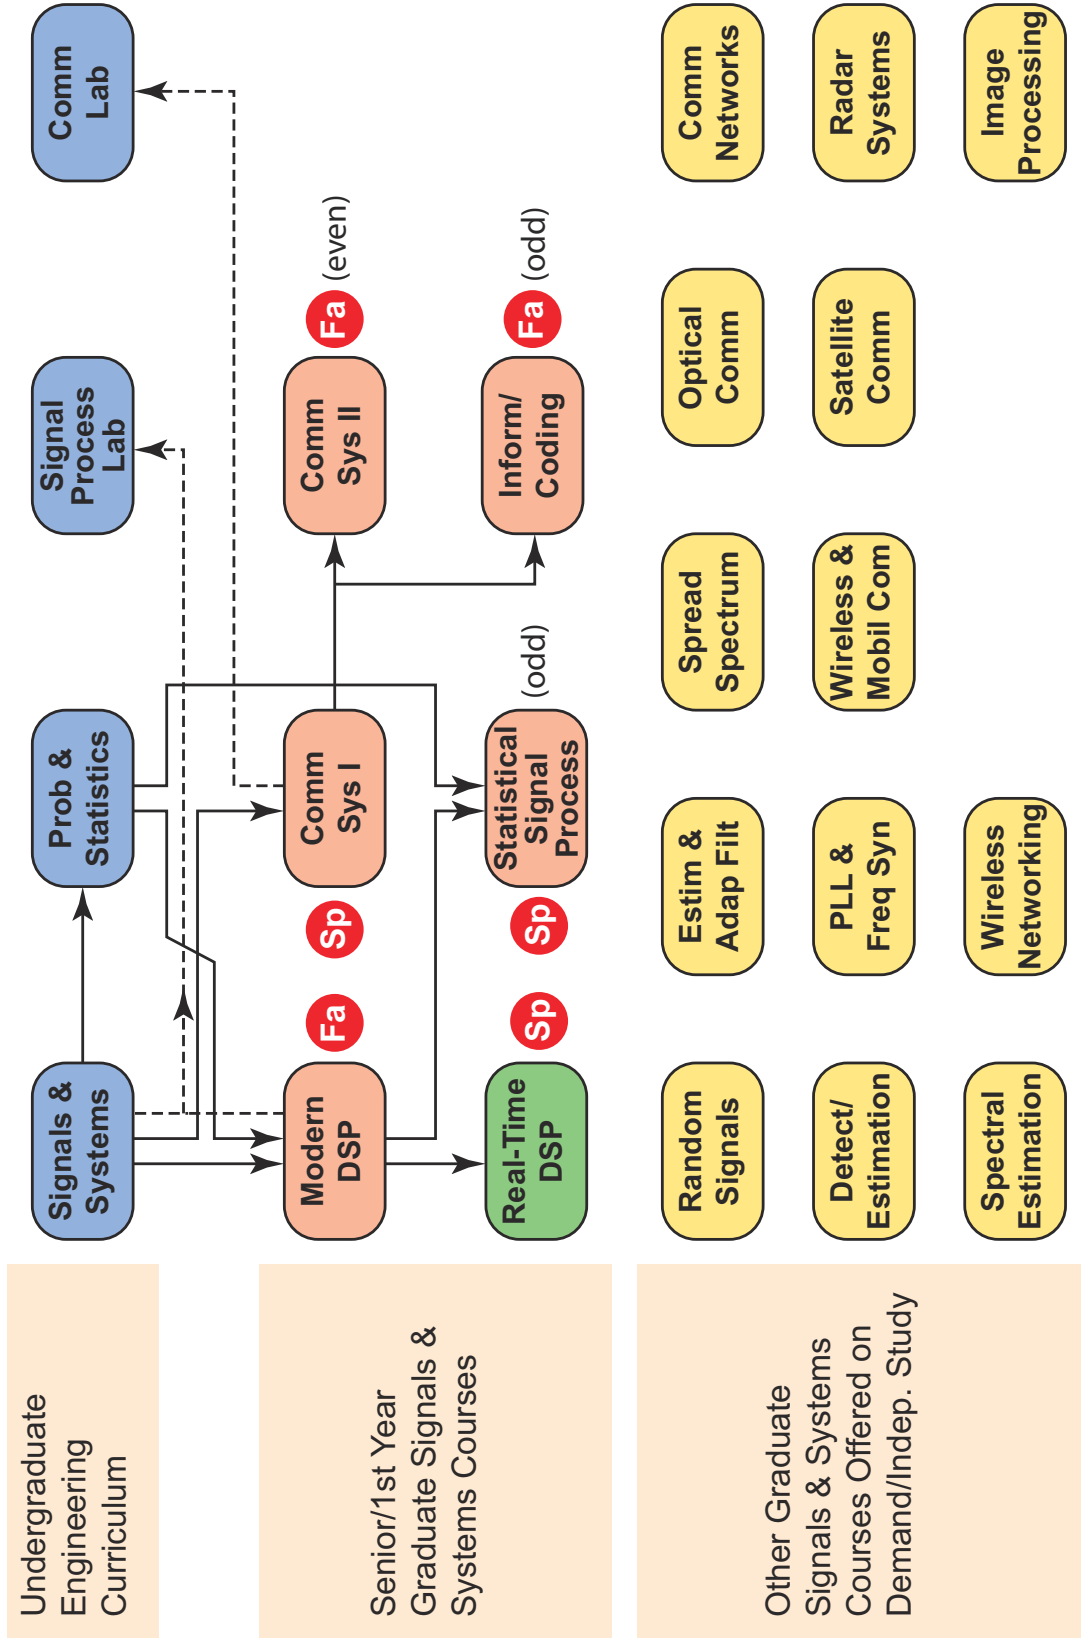 Undergraduate
Engineering
Curriculum
Signals &
Systems
Prob &
Statistics
Signal
Process
Lab
Comm
Lab
Senior/1st Year
Graduate Signals &
Systems Courses
Modern
DSP
Fa
Sp
Comm
Sys I
Comm
Sys II
Fa
(even)
Real-Time
DSP
Sp
Sp
Statistical
Signal
Process
(odd)
Inform/
Coding
Fa
(odd)
Other Graduate
Signals & Systems
Courses Offered on
Demand/Indep. Study
Random
Signals
Estim &
Adap Filt
Spread
Spectrum
Optical
Comm
Comm
Networks
Detect/
Estimation
PLL &
Freq Syn
Wireless &
Mobil Com
Satellite
Comm
Radar
Systems
Spectral
Estimation
Wireless
Networking
Image
Processing